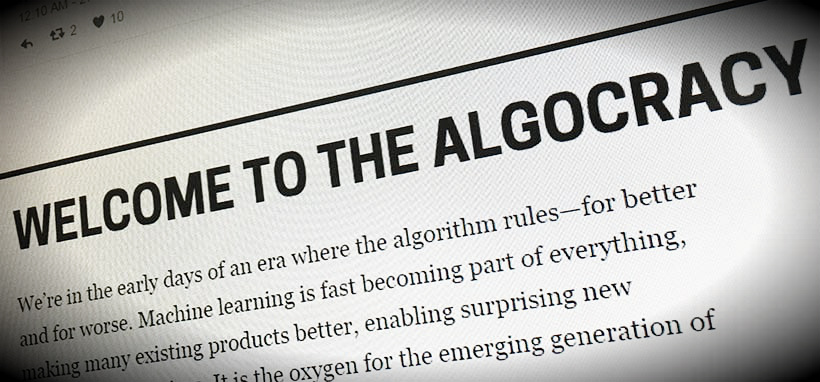 12:10 AM -
2 10
WELCOME TO THE ALGOCRACY
We're in the early days of an era where the algorithm rules—for better
and for worse. Machine learning is fast becoming part of everything,
making many existing products better, enabling surprising new
It is the oxygen for the emerging generation of